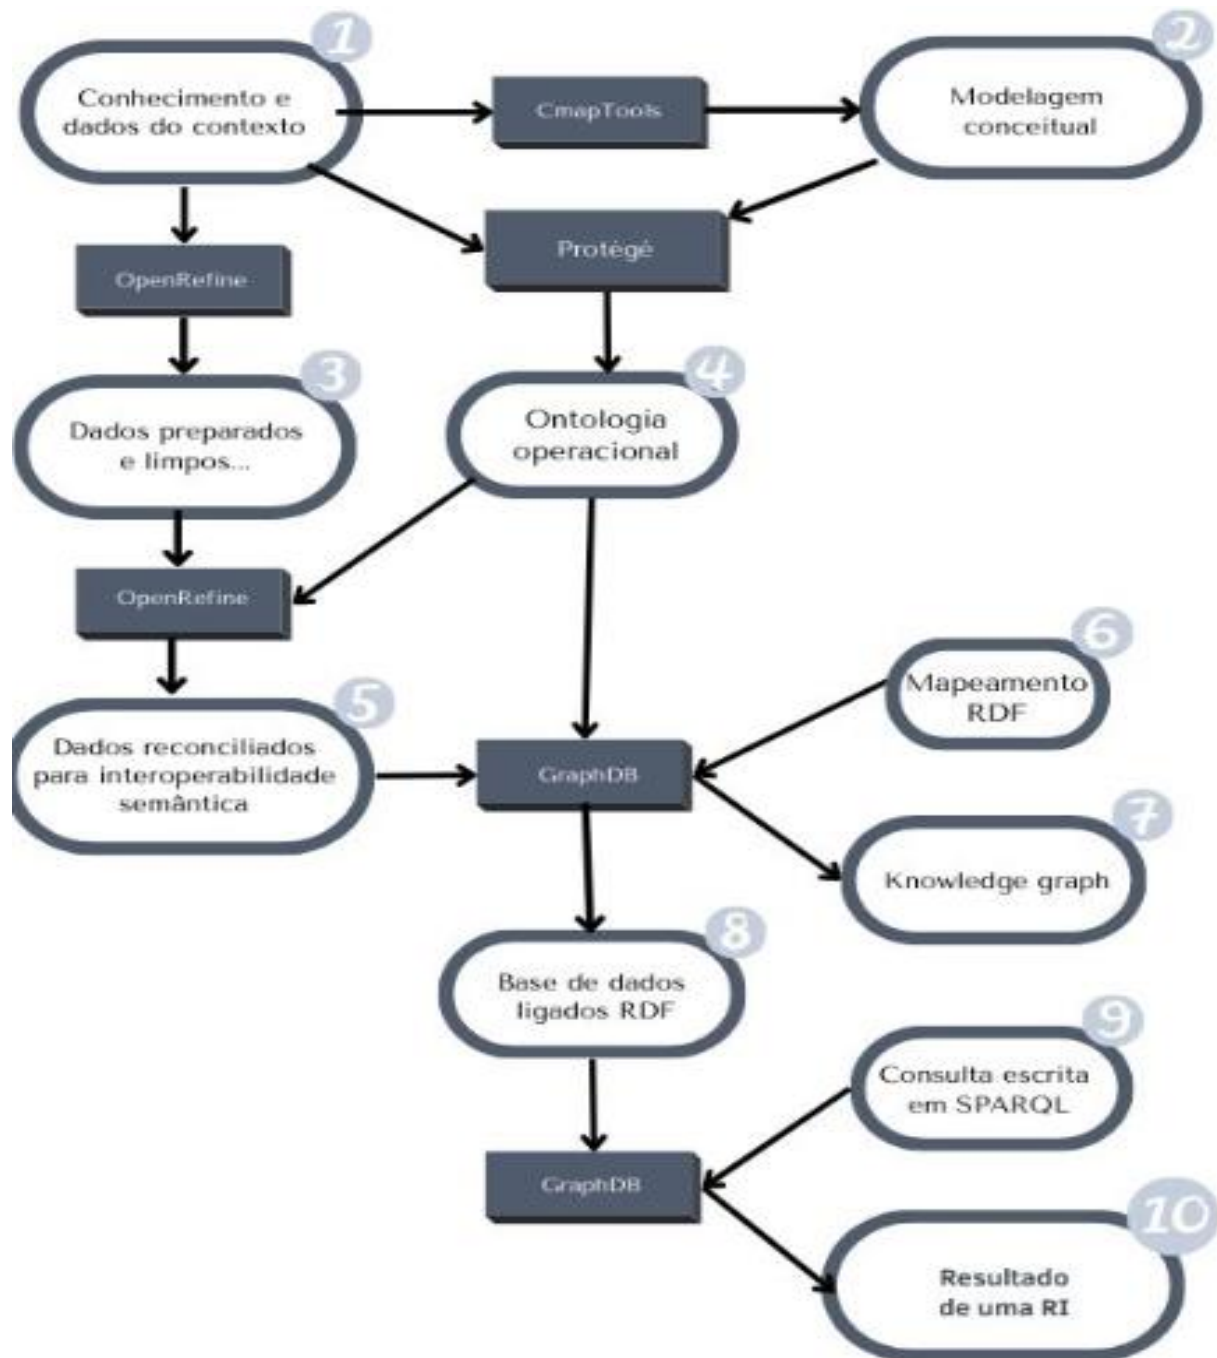 1
Conhecimento e
dados do contexto
CmapTools
2
Modelagem
conceitual
OpenRefine
Protégé
3
Dados preparados
e limpos...
4
Ontologia
operacional
OpenRefine
5
Dados reconciliados
para interoperabilidade
semântica
GraphDB
6
Mapeamento
RDF
7
Knowledge graph
8
Base de dados
ligados RDF
9
Consulta escrita
em SPARQL
GraphDB
10
Resultado
de uma RI